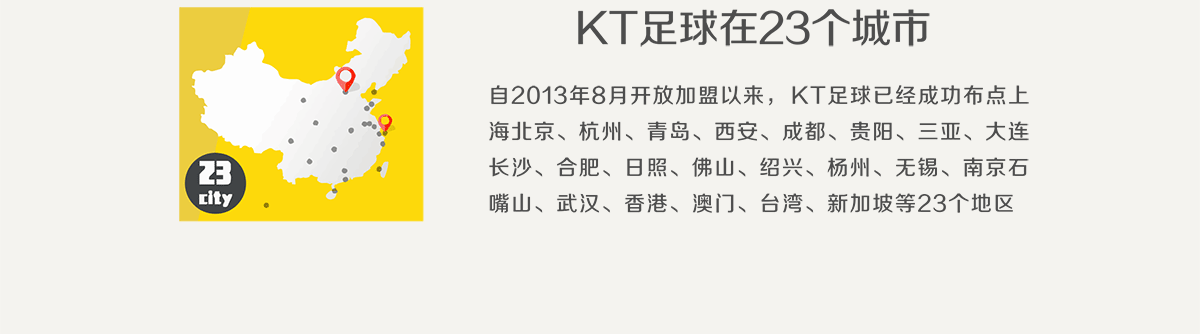 KT足球在23个城市
自2013年8月开放加盟以来，KT足球已经成功布点上
海北京、杭州、青岛、西安、成都、贵阳、三亚、大连
长沙、合肥、日照、佛山、绍兴、杨州、无锡、南京石
嘴山、武汉、香港、澳门、台湾、新加坡等23个地区
23
city